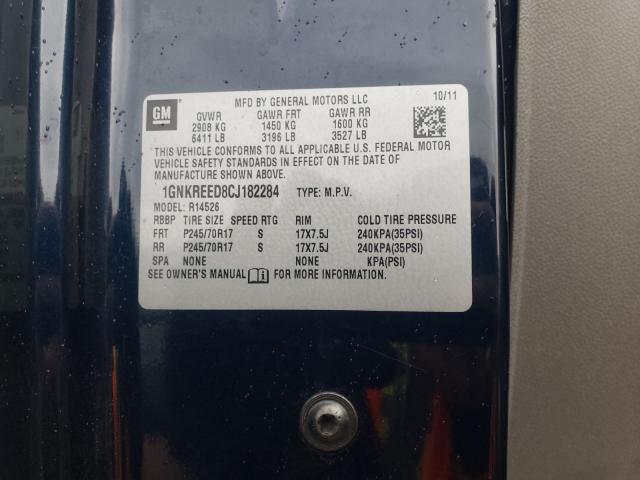 GM
MFD BY GENERAL MOTORS LLC 10/11
GVWR GAWR FRT GAWR RR
2908 KG 1450 KG 1600 KG
6411 LB 3196 LB 3527 LB
THIS VEHICLE CONFORMS TO ALL APPLICABLE U.S. FEDERAL MOTOR
VEHICLE SAFETY STANDARDS IN EFFECT ON THE DATE OF
MANUFACTURE SHOWN ABOVE.
1GNKREED8CJ182284 TYPE: M.P.V.
MODEL: R14526
RBBP TIRE SIZE SPEED RTG RIM COLD TIRE PRESSURE
FRT P245/70R17 S 17X7.5J 240KPA(35PSI)
RR P245/70R17 S 17X7.5J 240KPA(35PSI)
SPA NONE NONE KPA(PSI)
SEE OWNER'S MANUAL FOR MORE INFORMATION.